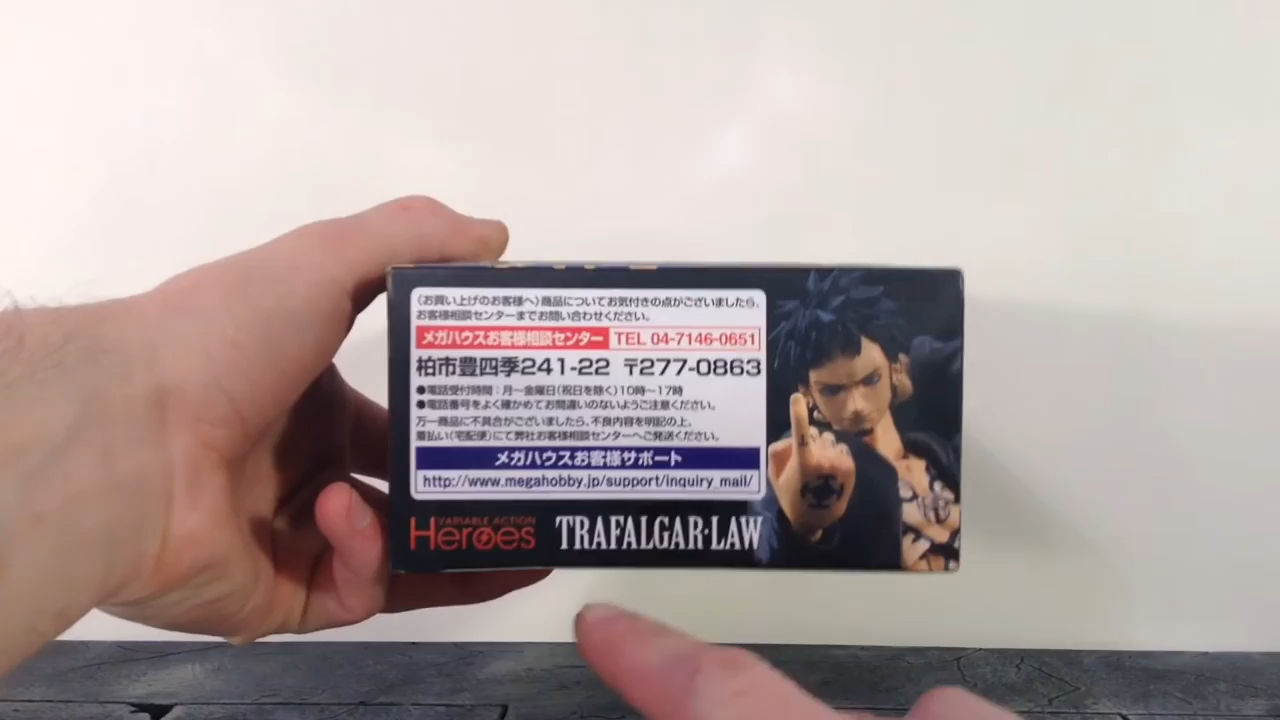 〈お買い上げのお客様へ〉商品についてお気付きの点がございましたら、
お客様相談センターまでお問い合わせください。
メガハウスお客様相談センター TEL 04-7146-0651
柏市豊四季241-22 〒277-0863
●電話受付時間：月〜金曜日(祝日を除く)10時〜17時
●電話番号をよく確かめてお間違いのないようご注意ください。
万一商品に不具合がございましたら、不良内容を明記の上、
着払い(宅配便)にて弊社お客様相談センターへご発送ください。
メガハウスお客様サポート
http://www.megahobby.jp/support/inquiry_mail/
VARIABLE ACTION
Heroes TRAFALGAR·LAW